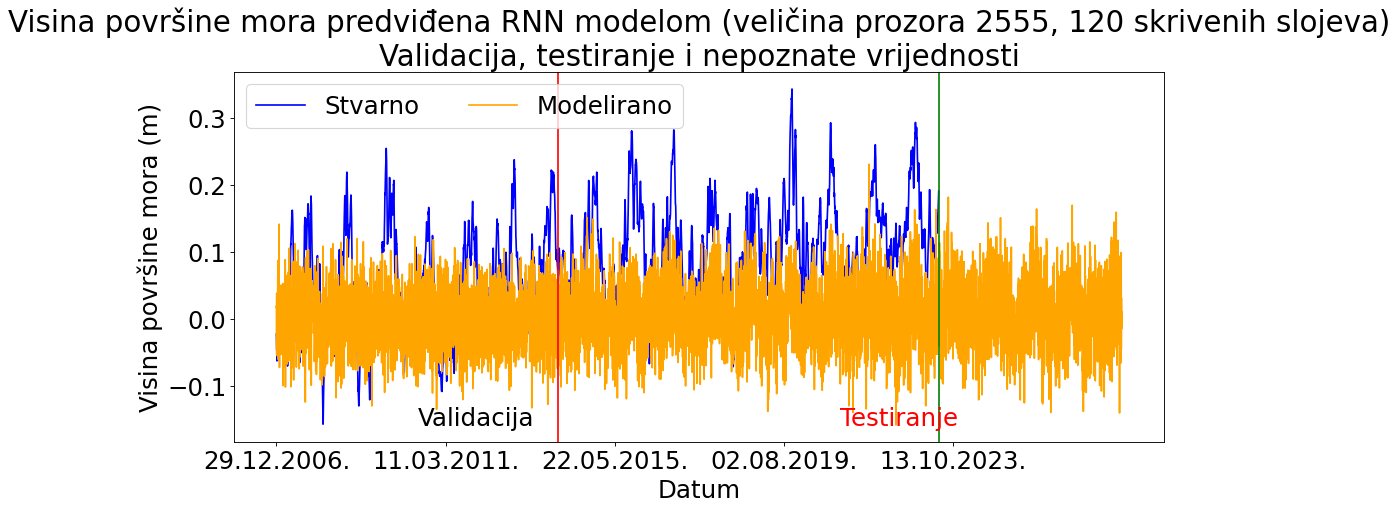 Visina površine mora predviđena RNN modelom (veličina prozora 2555, 120 skrivenih slojeva)
Validacija, testiranje i nepoznate vrijednosti
Stvarno Modelirano
Visina površine mora (m)
0.3
0.2
0.1
0.0
−0.1
Validacija Testiranje
29.12.2006. 11.03.2011. 22.05.2015. 02.08.2019. 13.10.2023.
Datum